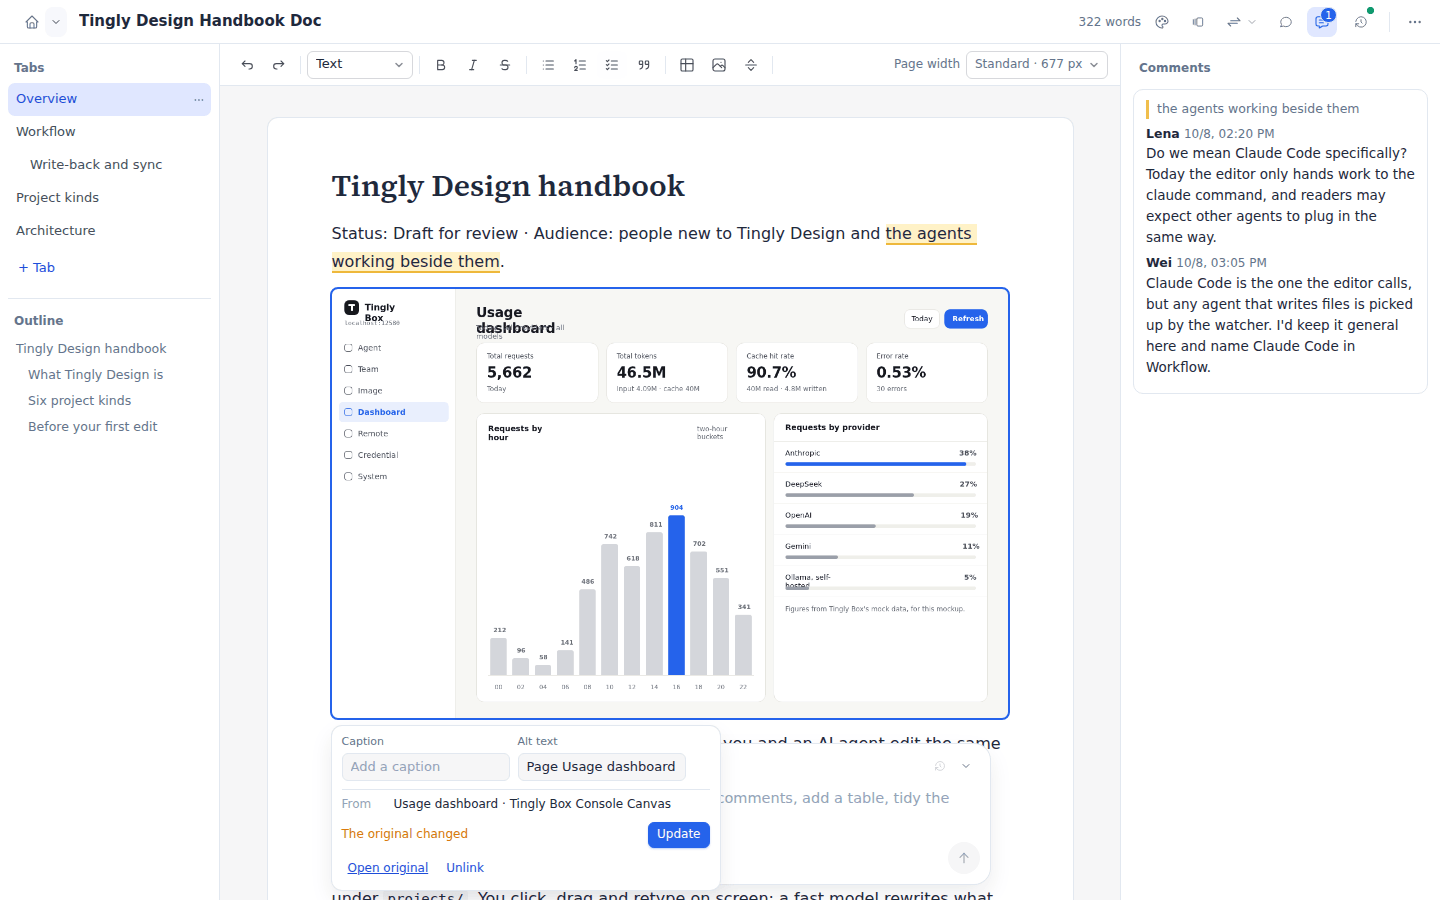 Tingly Design Handbook Doc
322 words
1
Tabs
Overview
Workflow
Write-back and sync
Project kinds
Architecture
+ Tab
Outline
Tingly Design handbook
What Tingly Design is
Six project kinds
Before your first edit
Text
Page width
Standard · 677 px
Tingly Design handbook
Status: Draft for review · Audience: people new to Tingly Design and the agents
working beside them.
T
Tingly
Box
localhost:12580
Agent
Team
Image
Dashboard
Remote
Credential
System
Usage
dashboard
models
Today
Refresh
Total requests
5,662
Today
Total tokens
46.5M
Input 4.09M · cache 40M
Cache hit rate
90.7%
40M read · 4.8M written
Error rate
0.53%
30 errors
Requests by
hour
two-hour
buckets
212
96
58
141
486
742
618
811
904
702
551
341
00
02
04
06
08
10
12
14
16
18
20
22
Requests by provider
Anthropic
38%
DeepSeek
27%
OpenAI
19%
Gemini
11%
Ollama, self-
hosted
5%
Figures from Tingly Box's mock data, for this mockup.
you and an AI agent edit the same
Caption
Add a caption
Alt text
Page Usage dashboard
From
Usage dashboard · Tingly Box Console Canvas
The original changed
Update
Open original
Unlink
comments, add a table, tidy the
under projects/. You click, drag and retype on screen; a fast model rewrites what
Comments
the agents working beside them
Lena 10/8, 02:20 PM
Do we mean Claude Code specifically?
Today the editor only hands work to the
claude command, and readers may
expect other agents to plug in the
same way.
Wei 10/8, 03:05 PM
Claude Code is the one the editor calls,
but any agent that writes files is picked
up by the watcher. I'd keep it general
here and name Claude Code in
Workflow.